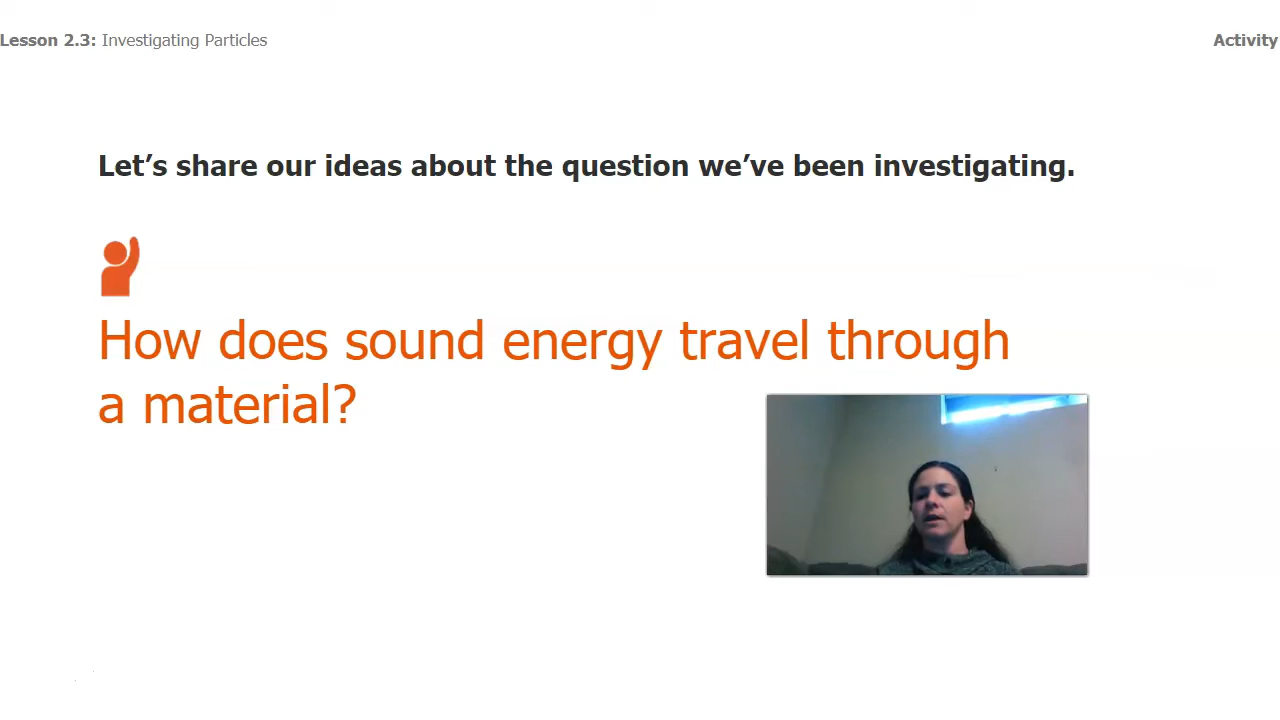 Lesson 2.3: Investigating Particles
Activity
Let’s share our ideas about the question we’ve been investigating.
How does sound energy travel through
a material?